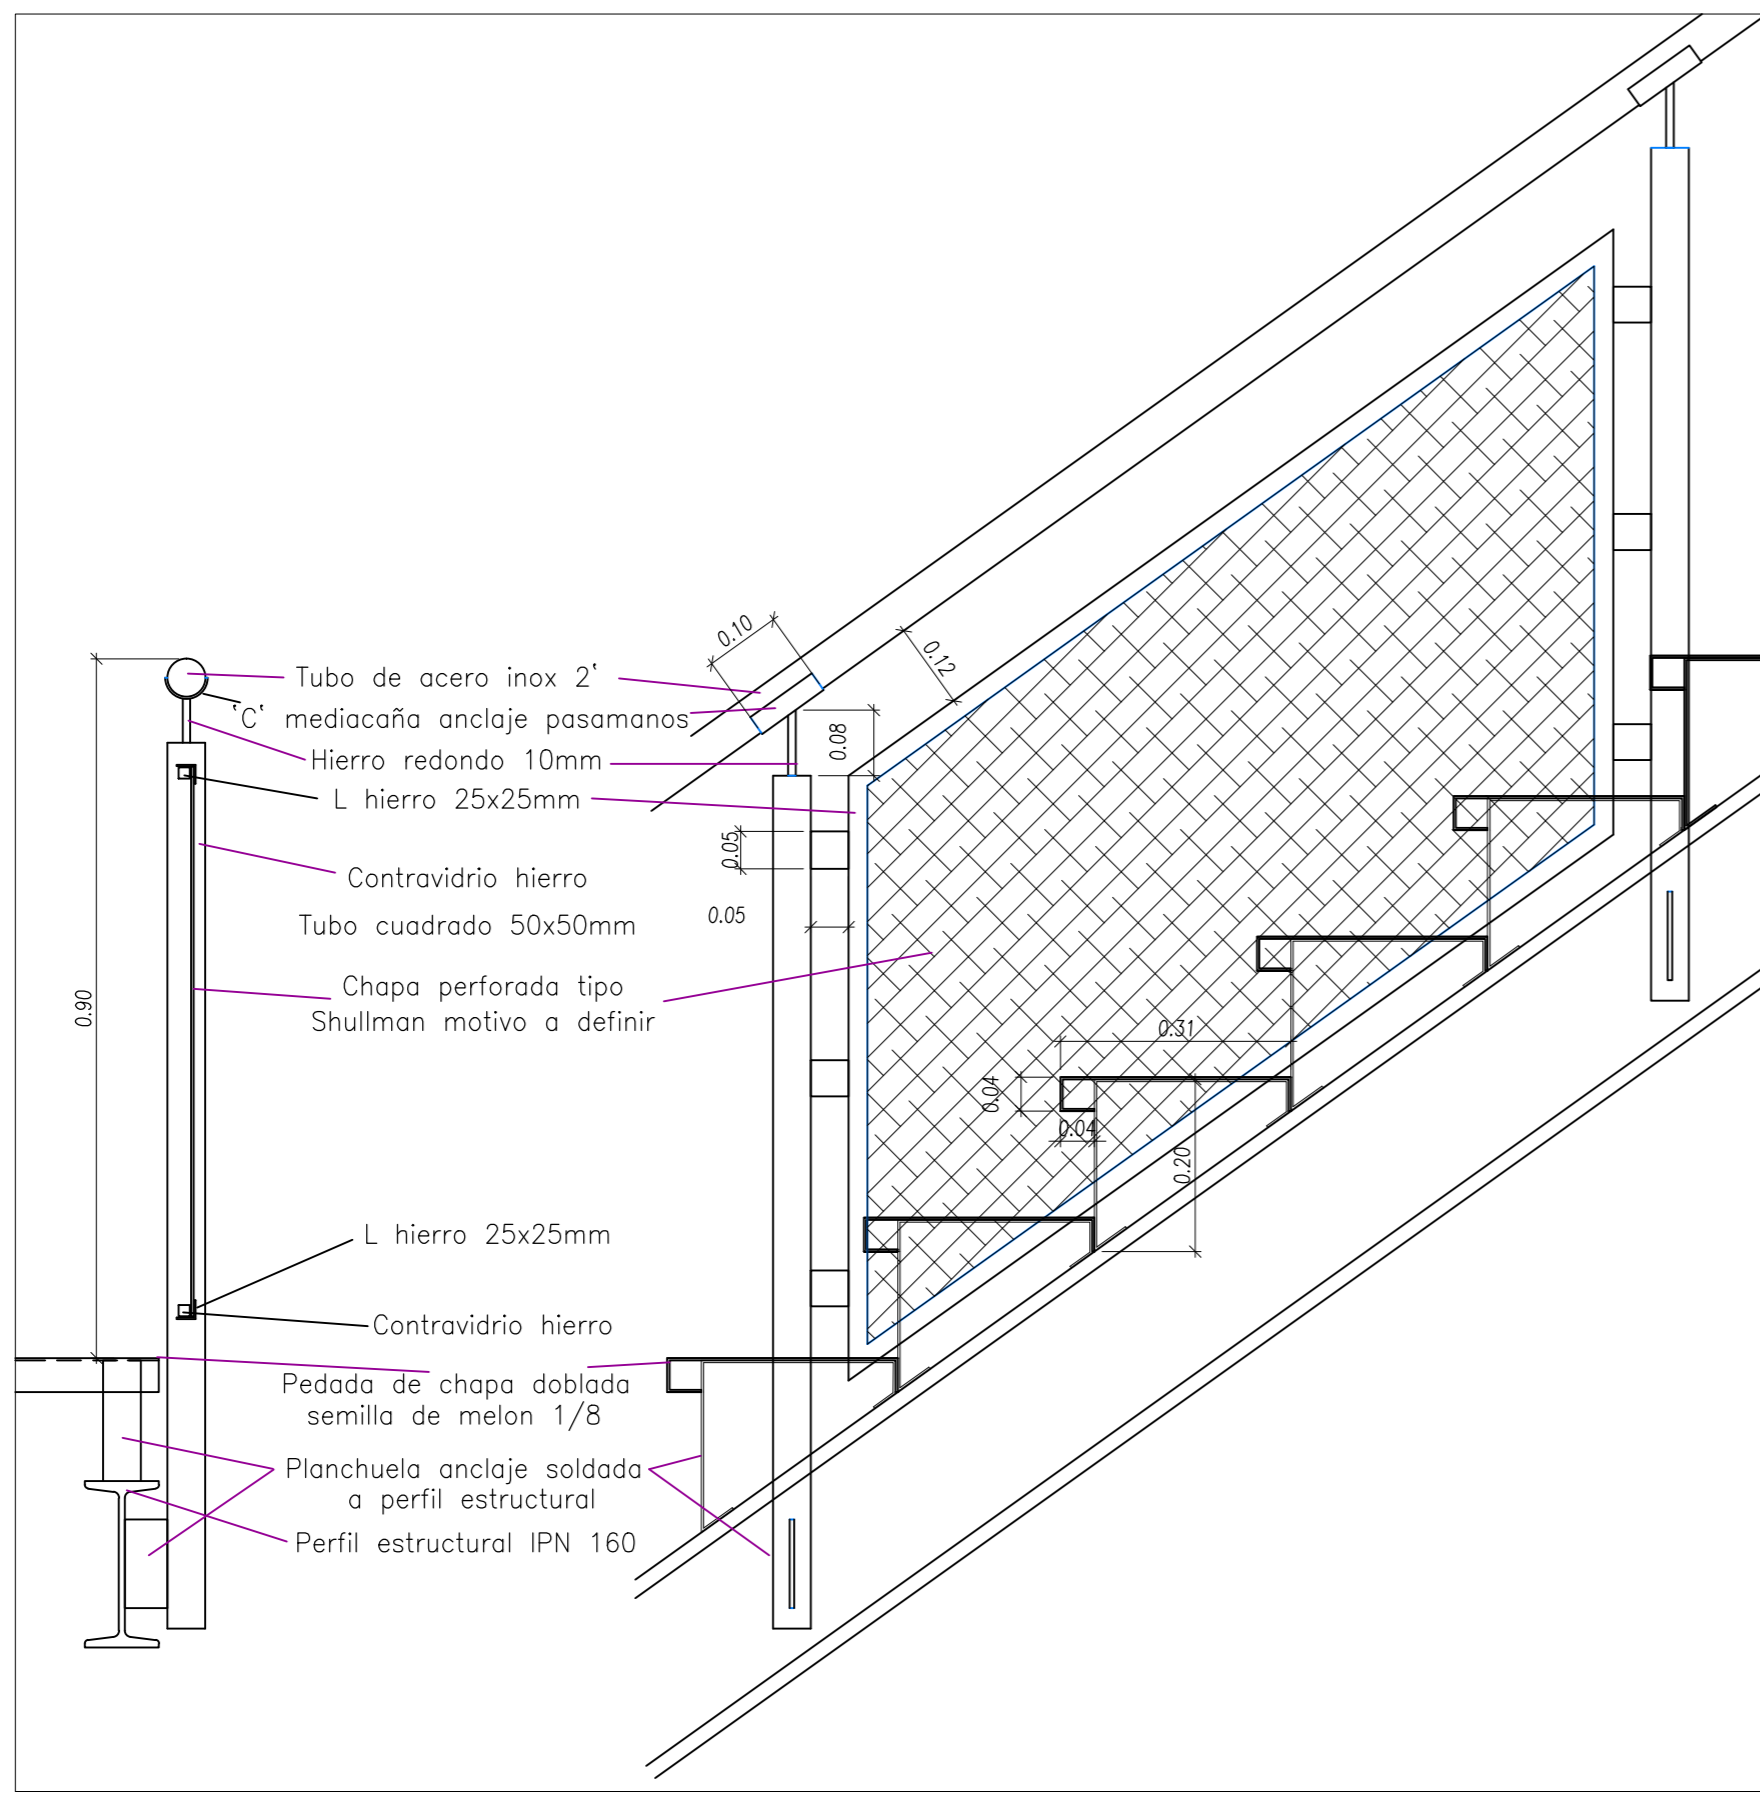 Tubo de acero inox 2‘
‘C‘ mediacaña anclaje pasamanos
Hierro redondo 10mm
L hierro 25x25mm
Contravidrio hierro
Tubo cuadrado 50x50mm
Chapa perforada tipo
Shullman motivo a definir
L hierro 25x25mm
Contravidrio hierro
Pedada de chapa doblada
semilla de melon 1/8
Planchuela anclaje soldada
a perfil estructural
Perfil estructural IPN 160
0.90
0.10
0.12
0.08
0.05
0.05
0.31
0.04
0.04
0.20